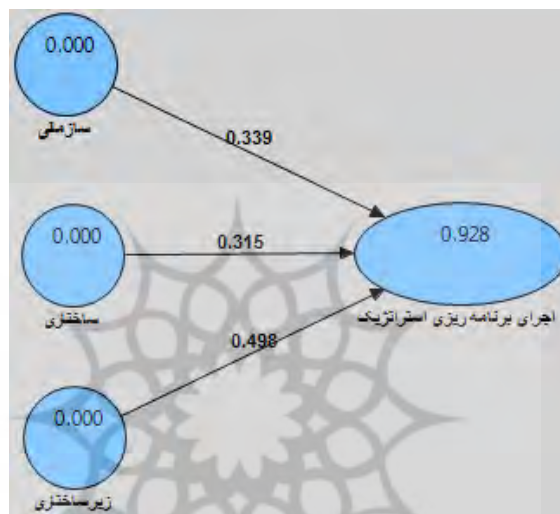 0.000
سازمانی
0.339
0.000
ساختاری
0.315
0.928
اجرای برنامه ریزی استراتژیک
0.498
0.000
زیرساختاری